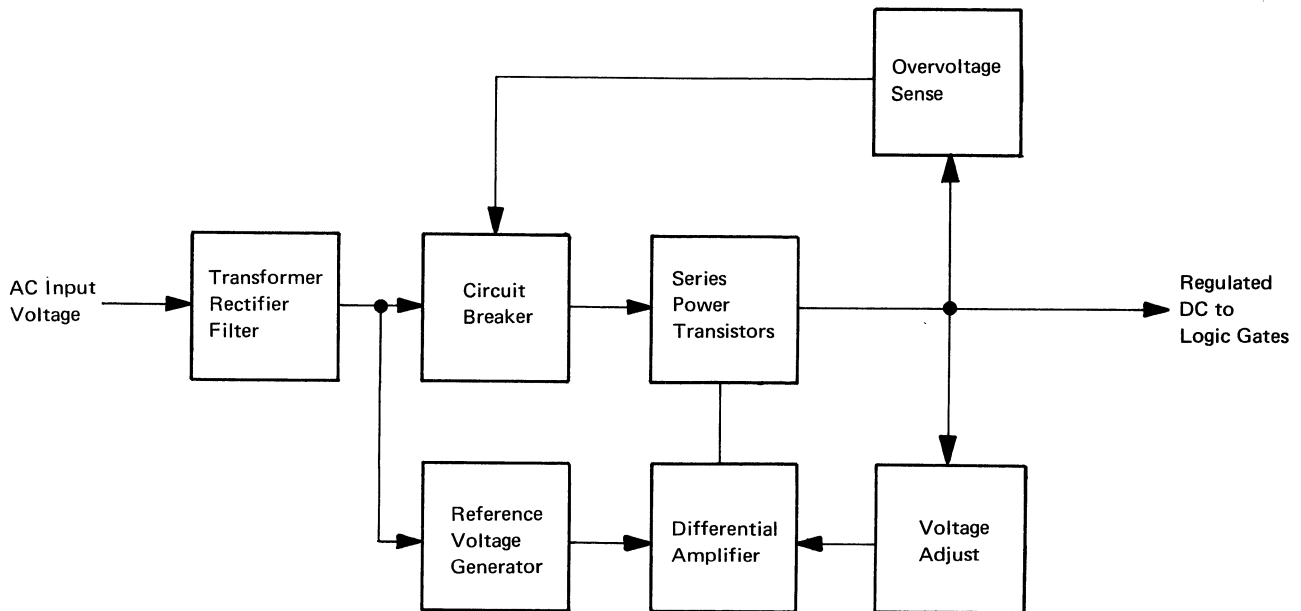 Overvoltage
Sense
AC Input
Voltage
Transformer
Rectifier
Filter
Circuit
Breaker
Series
Power
Transistors
Regulated
DC to
Logic Gates
Reference
Voltage
Generator
Differential
Amplifier
Voltage
Adjust